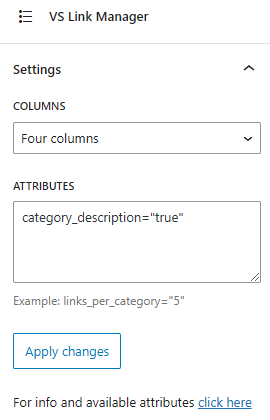 VS Link Manager
Settings
COLUMNS
Four columns
ATTRIBUTES
category_description="true"
Example: links_per_category="5"
Apply changes
For info and available attributes click here